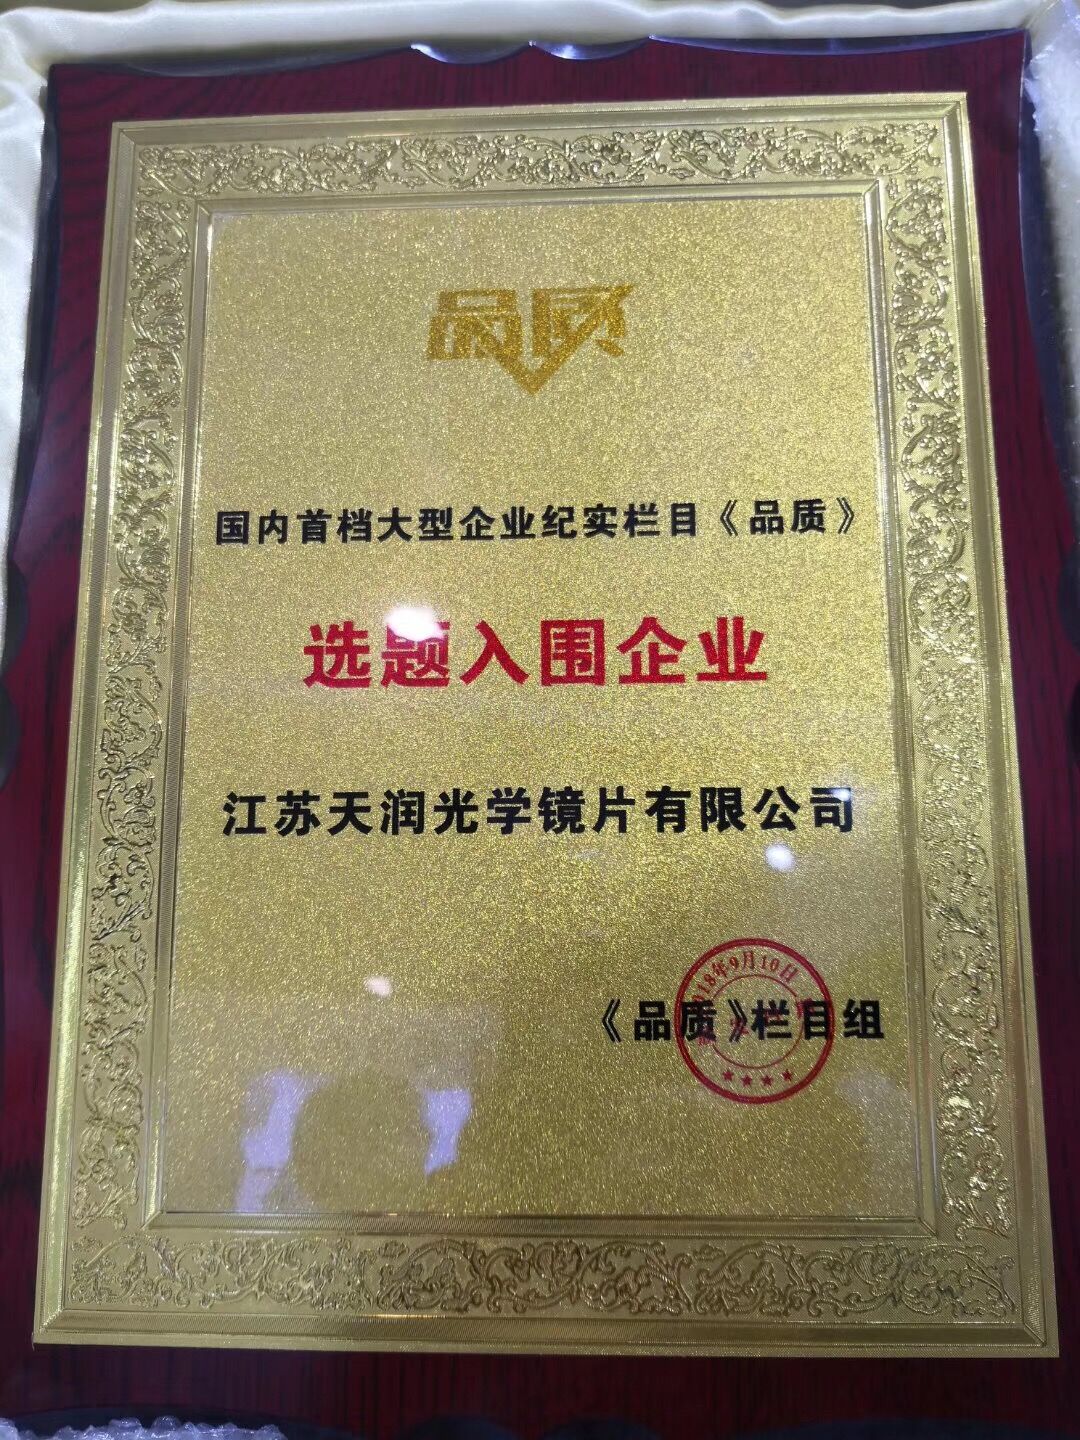 品质
国内首档大型企业纪实栏目《品质》
选题入围企业
江苏天润光学镜片有限公司
2018年9月10日
《品质》栏目组